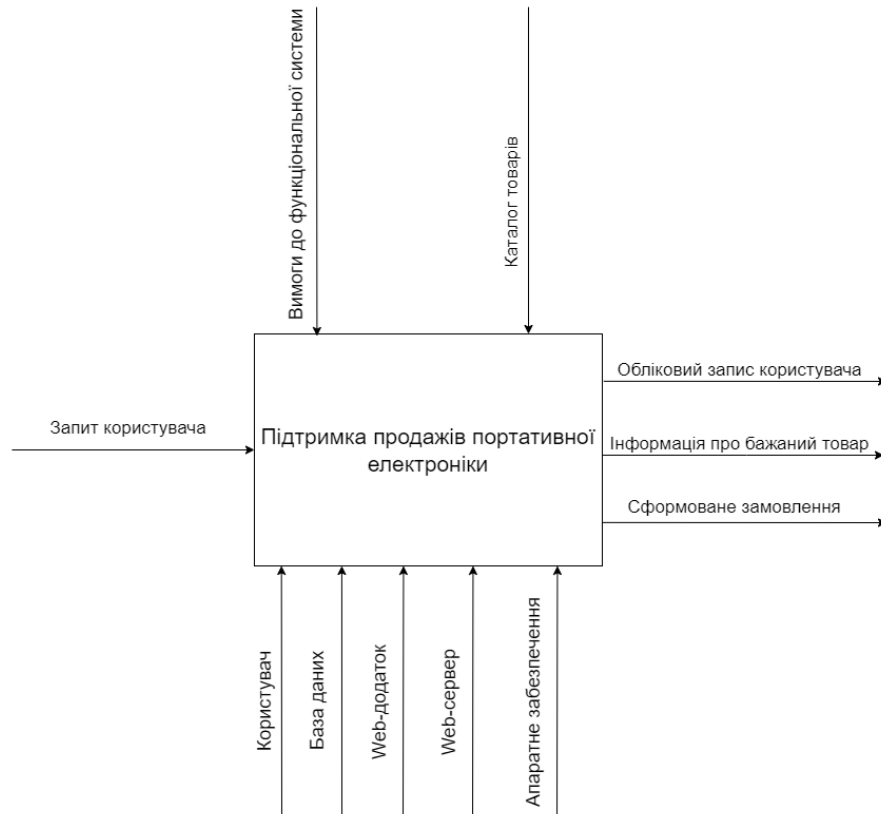 Вимоги до функціональної системи
Каталог товарів
Запит користувача
Підтримка продажів портативної
електроніки
Обліковий запис користувача
Інформація про бажаний товар
Сформоване замовлення
Користувач
База даних
Web-додаток
Web-сервер
Апаратне забезпечення